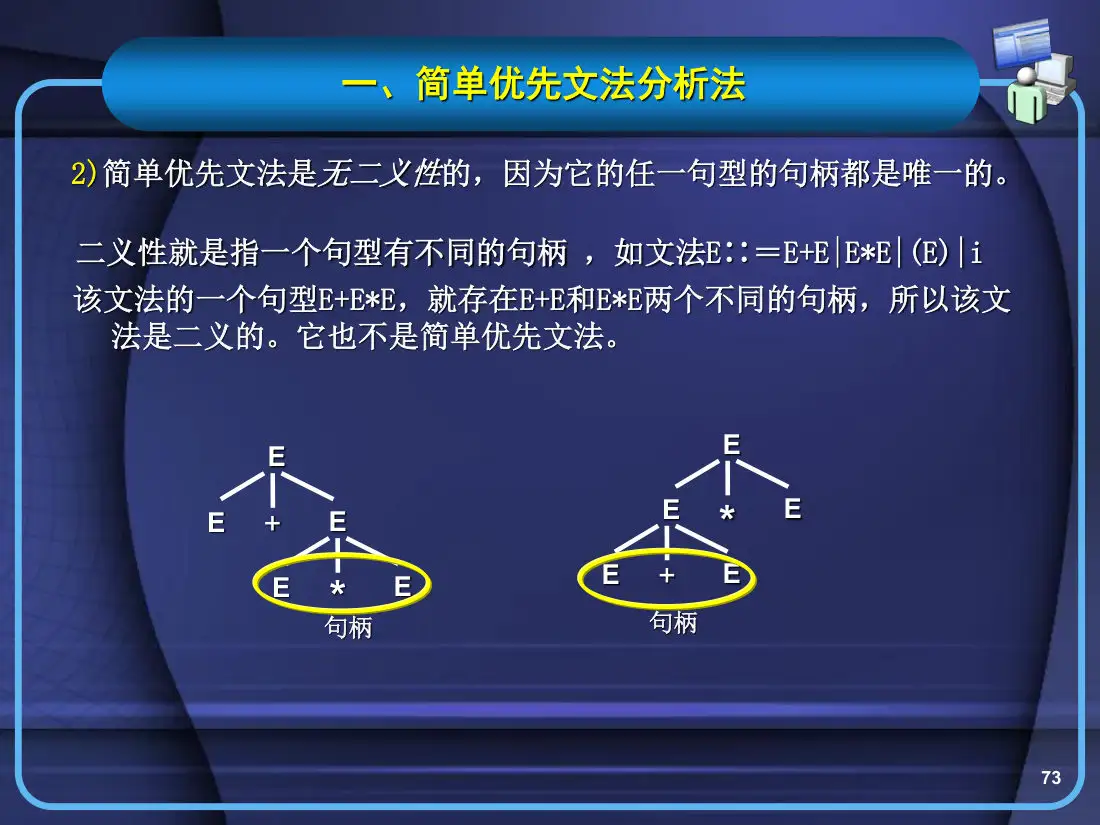 一、简单优先文法分析法
2)简单优先文法是无二义性的，因为它的任一句型的句柄都是唯一的。
二义性就是指一个句型有不同的句柄 ，如文法E∷＝E+E|E*E|(E)|i
该文法的一个句型E+E*E，就存在E+E和E*E两个不同的句柄，所以该文
法是二义的。它也不是简单优先文法。
E
E + E
E * E
句柄
E
E * E
E + E
句柄
73